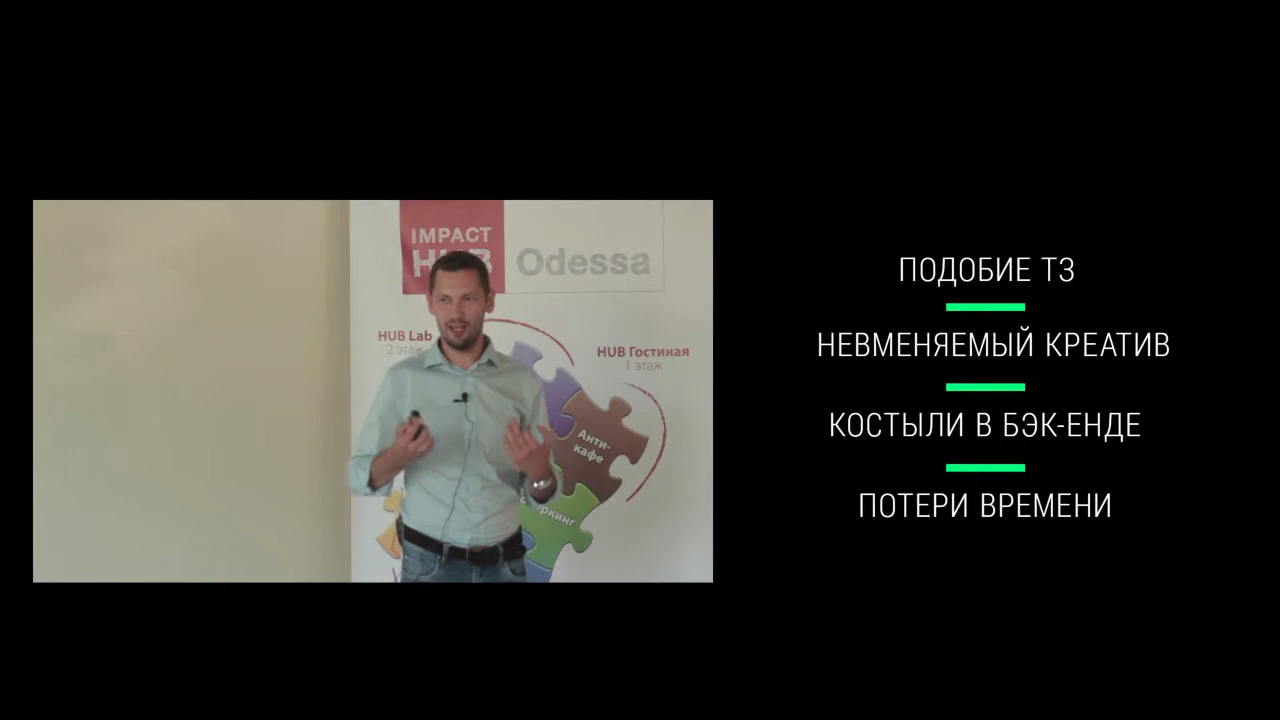 IMPACT
HUB
Odessa
HUB Lab
2 этаж
HUB Гостиная
1 этаж
Анти-
кафе
ПОДОБИЕ ТЗ
НЕВМЕНЯЕМЫЙ КРЕАТИВ
КОСТЫЛИ В БЭК-ЕНДЕ
ПОТЕРИ ВРЕМЕНИ